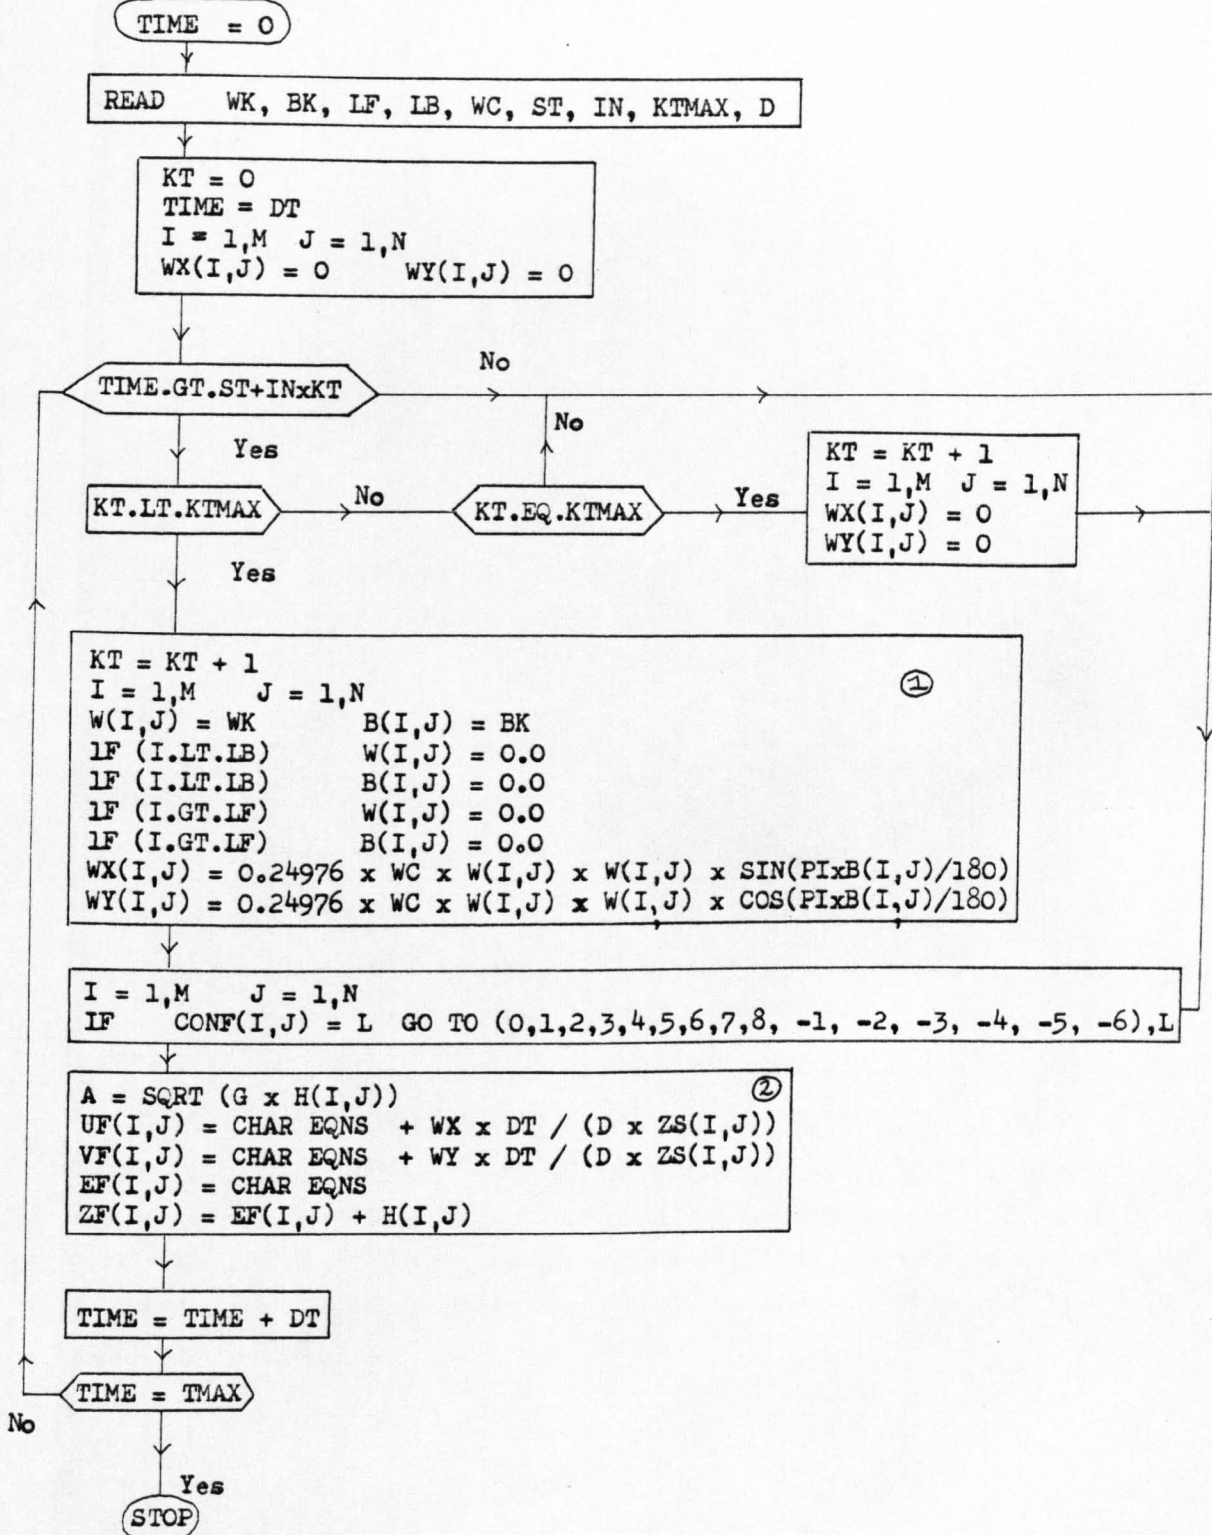 TIME = 0
READ WK, BK, LF, LB, WC, ST, IN, KTMAX, D
KT = 0
TIME = DT
I = 1,M J = 1,N
WX(I,J) = 0 WY(I,J) = 0
TIME.GT.ST+INxKT
No
No
Yes
KT.LT.KTMAX
No
KT.EQ.KTMAX
Yes
KT = KT + 1
I = 1,M J = 1,N
WX(I,J) = 0
WY(I,J) = 0
Yes
KT = KT + 1
①
I = 1,M J = 1,N
W(I,J) = WK B(I,J) = BK
1F (I.LT.LB) W(I,J) = 0.0
1F (I.LT.LB) B(I,J) = 0.0
1F (I.GT.LF) W(I,J) = 0.0
1F (I.GT.LF) B(I,J) = 0.0
WX(I,J) = 0.24976 x WC x W(I,J) x W(I,J) x SIN(PIxB(I,J)/180)
WY(I,J) = 0.24976 x WC x W(I,J) x W(I,J) x COS(PIxB(I,J)/180)
I = 1,M J = 1,N
IF CONF(I,J) = L GO TO (0,1,2,3,4,5,6,7,8, -1, -2, -3, -4, -5, -6),L
A = SQRT (G x H(I,J))
②
UF(I,J) = CHAR EQNS + WX x DT / (D x ZS(I,J))
VF(I,J) = CHAR EQNS + WY x DT / (D x ZS(I,J))
EF(I,J) = CHAR EQNS
ZF(I,J) = EF(I,J) + H(I,J)
TIME = TIME + DT
TIME = TMAX
No
Yes
STOP